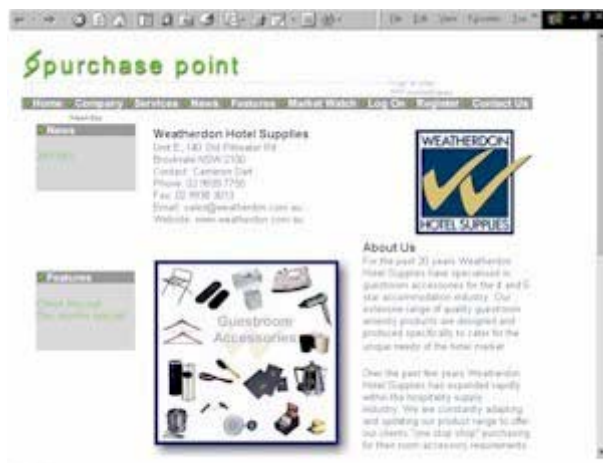 purchase point
Home Company Services News Features Market Watch Log On Register Contact Us
News
Weatherdon Hotel Supplies
Brookvale NSW 2100
Contact: Cameron Dart
Phone: 02
Fax: 02
Email: sales@weatherdon.com.au
Website: www.weatherdon.com.au
WEATHERDON
HOTEL SUPPLIES
Features
Guestroom
Accessories
About Us
For the past 20 years Weatherdon
Hotel Supplies have specialised in
guestroom accessories for the 4 and 5
star accommodation industry. Our
extensive range of quality guestroom
amenity products are designed and
produced specifically to cater for the
unique needs of the hotel market.
Over the past few years Weatherdon
Hotel Supplies has expanded rapidly
within the hospitality supply
industry. We are constantly adapting
and updating our product range to offer
our clients "one stop shop" purchasing
for their room accessory requirements.